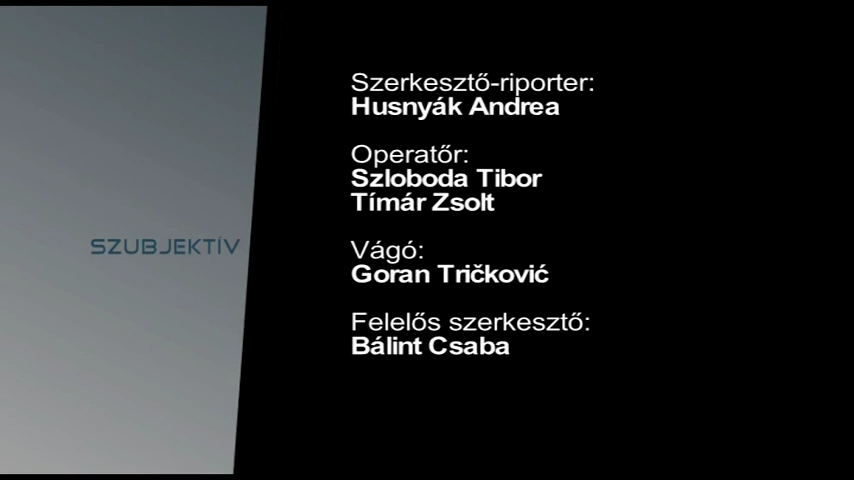 SZUBJEKTÍV
Szerkesztő-riporter:
Husnyák Andrea
Operatőr:
Szloboda Tibor
Tímár Zsolt
Vágó:
Goran Tričković
Felelős szerkesztő:
Bálint Csaba